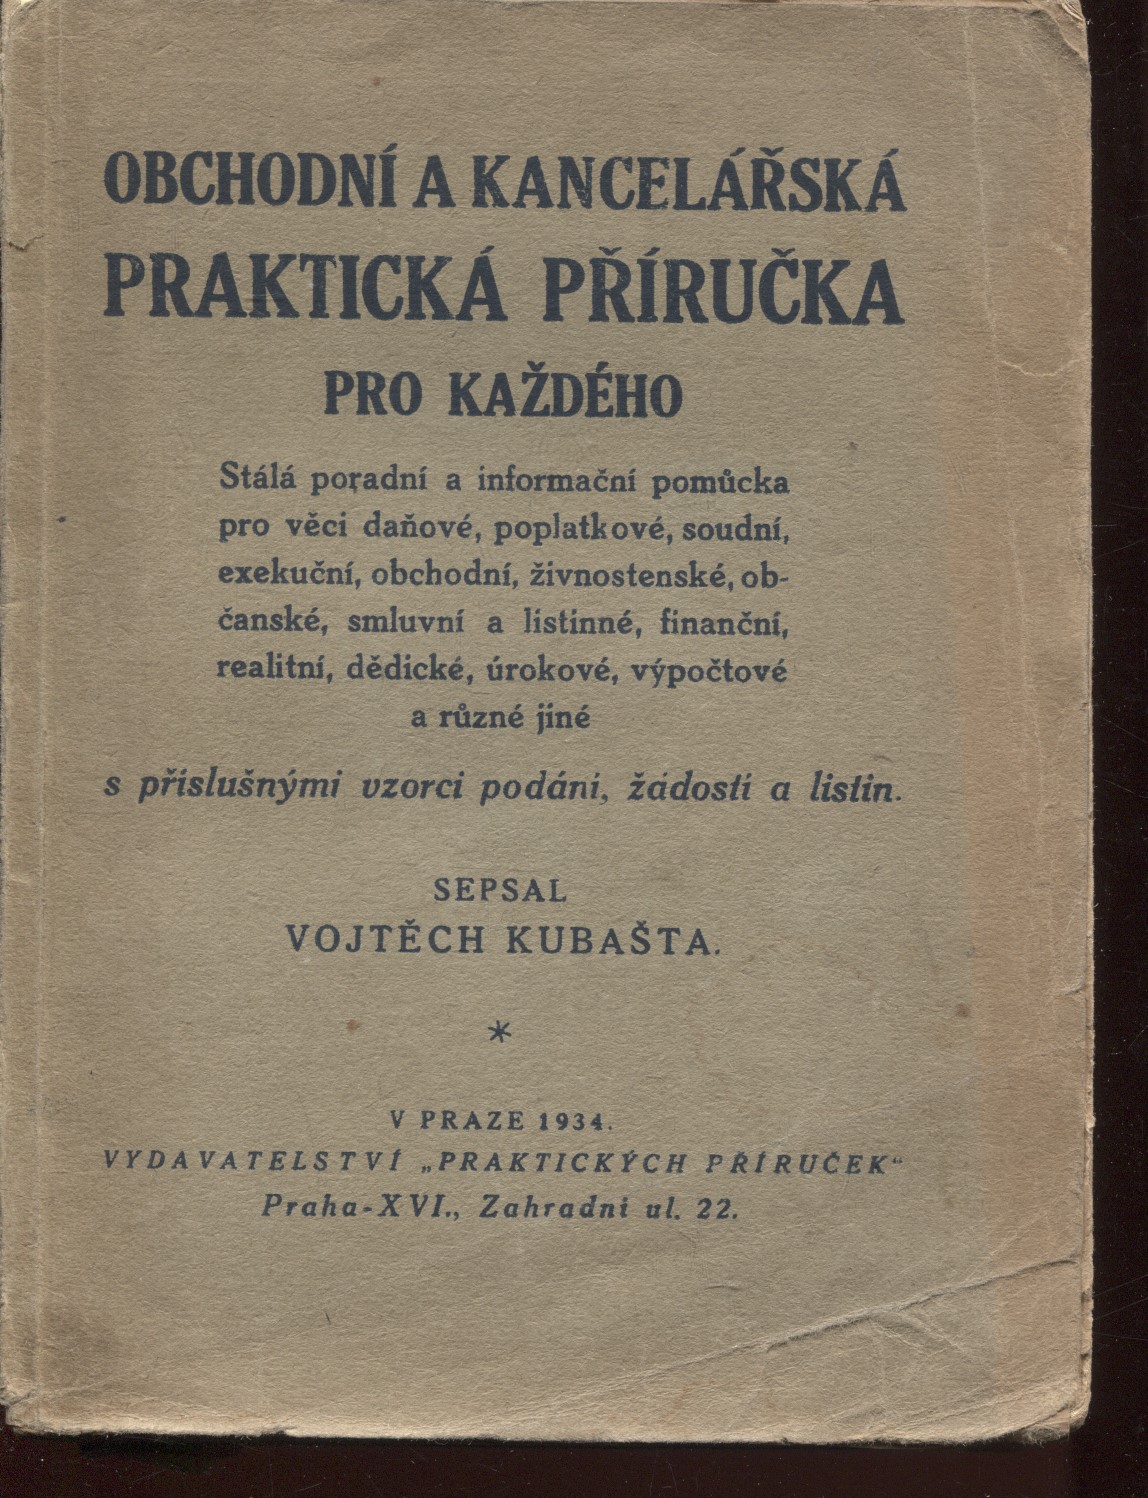 OBCHODNÍ A KANCELÁŘSKÁ
PRAKTICKÁ PŘÍRUČKA
PRO KAŽDÉHO
Stálá poradní a informační pomůcka
pro věci daňové, poplatkové, soudní,
exekuční, obchodní, živnostenské, ob-
čanské, smluvní a listinné, finanční,
realitní, dědické, úrokové, výpočtové
a různé jiné
s příslušnými vzorci podání, žádostí a listin.
SEPSAL
VOJTĚCH KUBAŠTA.
*
V PRAZE 1934.
VYDAVATELSTVÍ „PRAKTICKÝCH PŘÍRUČEK“
Praha-XVI., Zahradní ul. 22.